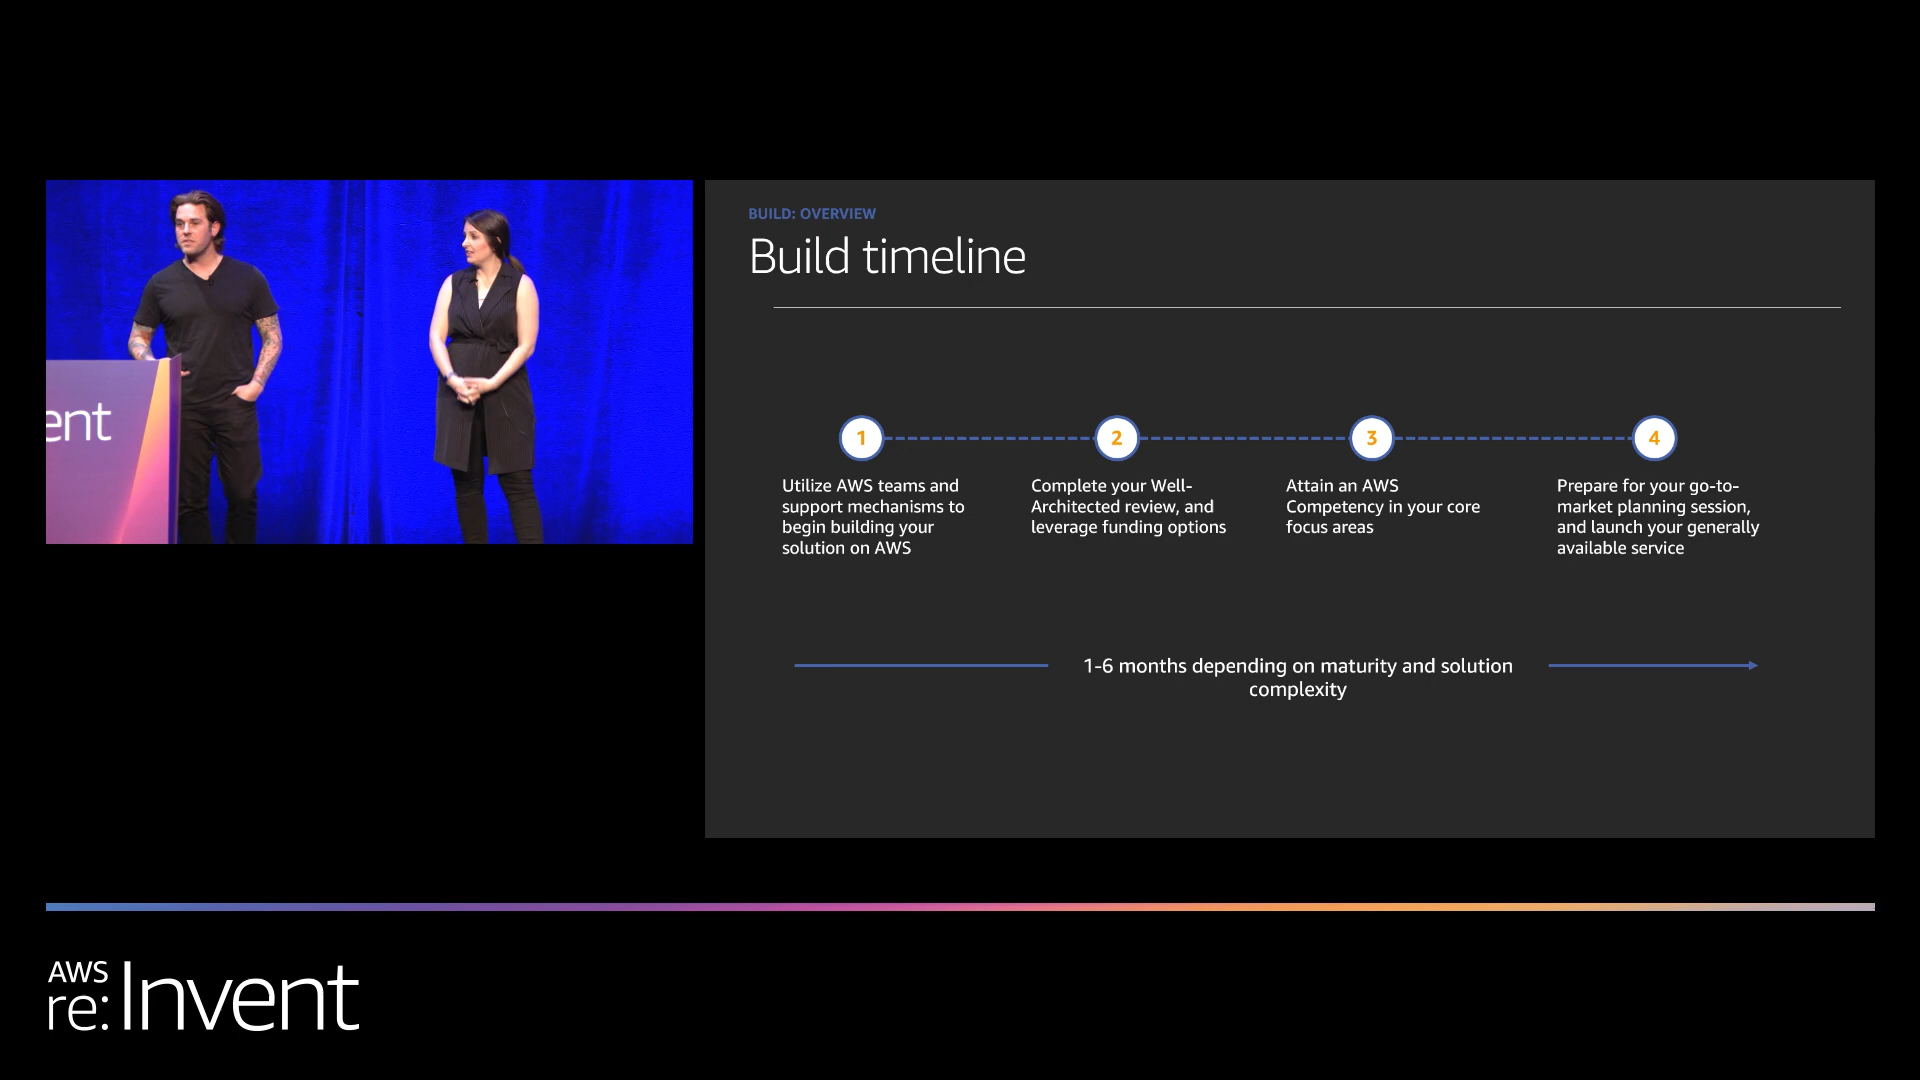 ent
BUILD: OVERVIEW
Build timeline
1
2
3
4
Utilize AWS teams and
support mechanisms to
begin building your
solution on AWS
Complete your Well-
Architected review, and
leverage funding options
Attain an AWS
Competency in your core
focus areas
Prepare for your go-to-
market planning session,
and launch your generally
available service
1-6 months depending on maturity and solution
complexity
AWS
re:Invent